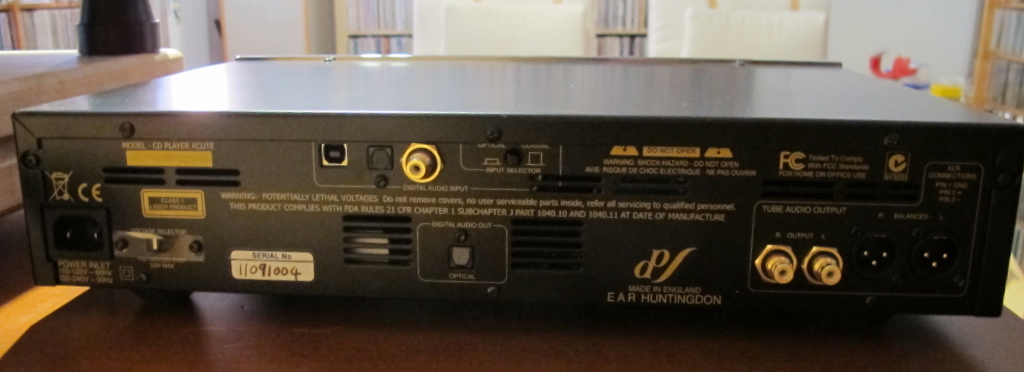 MODEL - CD PLAYER ACUTE
CE
CLASS 1
LASER PRODUCT
VOLTAGE SELECTOR
POWER INLET
SERIAL No
11091004
DIGITAL AUDIO INPUT
OPTICAL COAXIAL
INPUT SELECTOR
DO NOT OPEN
WARNING. SHOCK HAZARD - DO NOT OPEN
AVIS: RISQUE DE CHOC ELECTRIQUE - NE PAS OUVRIR
WARNING:- POTENTIALLY LETHAL VOLTAGES Do not remove covers, no user serviceable parts inside, refer all servicing to qualified personnel.
THIS PRODUCT COMPLIES WITH FDA RULES 21 CFR CHAPTER 1 SUBCHAPTER J PART 1040.10 AND 1040.11 AT DATE OF MANUFACTURE
DIGITAL AUDIO OUT
OPTICAL
MADE IN ENGLAND
EAR HUNTINGDON
FC Tested To Comply
With FCC Standards
FOR HOME OR OFFICE USE
XLR
CONNECTIONS
PIN 1 GND
TUBE AUDIO OUTPUT
R OUTPUT L
R BALANCED L